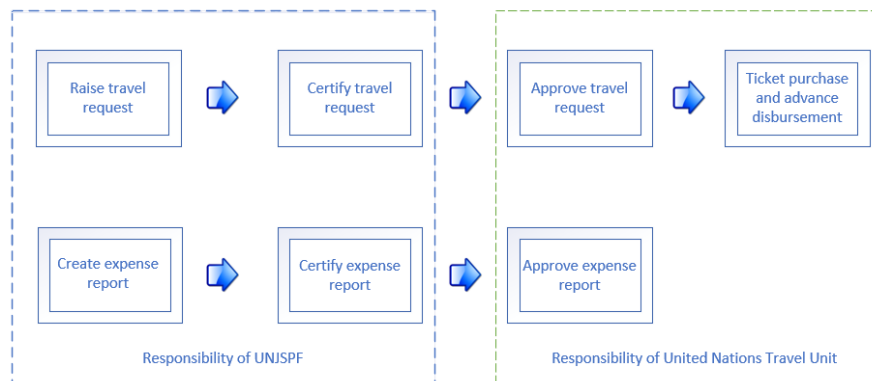 Raise travel
request
Certify travel
request
Approve travel
request
Ticket purchase
and advance
disbursement
Create expense
report
Certify expense
report
Approve expense
report
Responsibility of UNJSPF
Responsibility of United Nations Travel Unit